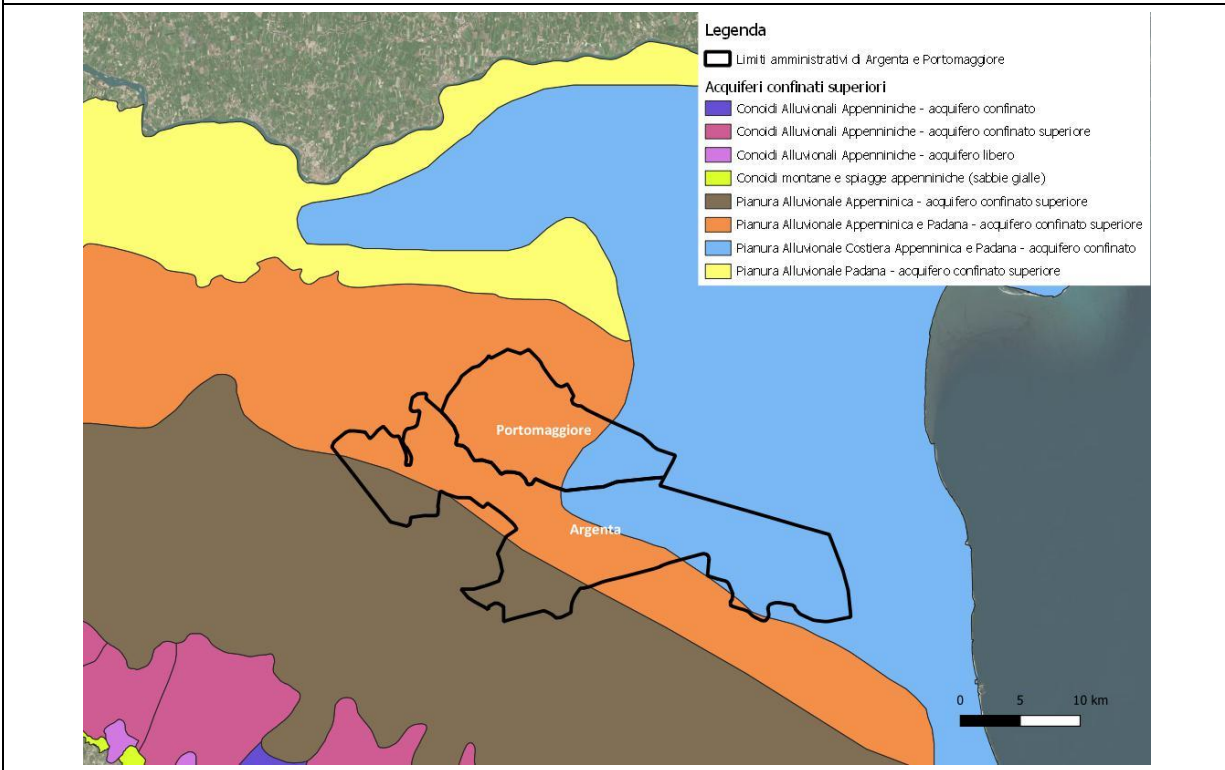 Legenda
Limiti amministrativi di Argenta e Portomaggiore
Acquiferi confinati superiori
Conoidi Alluvionali Appenniniche - acquifero confinato
Conoidi Alluvionali Appenniniche - acquifero confinato superiore
Conoidi Alluvionali Appenniniche - acquifero libero
Conoidi montane e spiagge appenniniche (sabbie gialle)
Pianura Alluvionale Appenninica - acquifero confinato superiore
Pianura Alluvionale Appenninica e Padana - acquifero confinato superiore
Pianura Alluvionale Costiera Appenninica e Padana - acquifero confinato
Pianura Alluvionale Padana - acquifero confinato superiore
Portomaggiore
Argenta
0 5 10 km